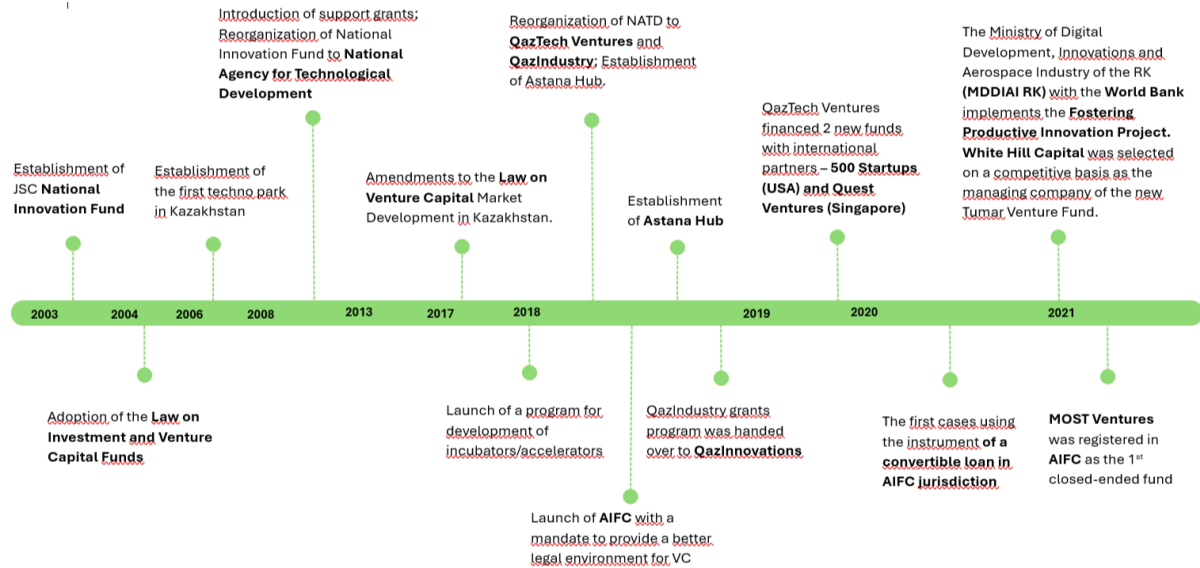 Introduction of support grants;
Reorganization of National
Innovation Fund to National
Agency for Technological
Development
Reorganization of NATD to
QazTech Ventures and
QazIndustry; Establishment
of Astana Hub.
The Ministry of Digital
Development, Innovations and
Aerospace Industry of the RK
(MDDIAI RK) with the World Bank
implements the Fostering
Productive Innovation Project.
White Hill Capital was selected
on a competitive basis as the
managing company of the new
Tumar Venture Fund.
QazTech Ventures
financed 2 new funds
with international
partners – 500 Startups
(USA) and Quest
Ventures (Singapore)
Establishment of
JSC National
Innovation Fund
Establishment of
the first techno park
in Kazakhstan
Amendments to the Law on
Venture Capital Market
Development in Kazakhstan.
Establishment
of Astana Hub
2003 2004 2006 2008 2013 2017 2018 2019 2020 2021
Adoption of the Law on
Investment and Venture
Capital Funds
Launch of a program for
development of
incubators/accelerators
QazIndustry grants
program was handed
over to QazInnovations
The first cases using
the instrument of a
convertible loan in
AIFC jurisdiction
MOST Ventures
was registered in
AIFC as the 1st
closed-ended fund
Launch of AIFC with a
mandate to provide a better
legal environment for VC